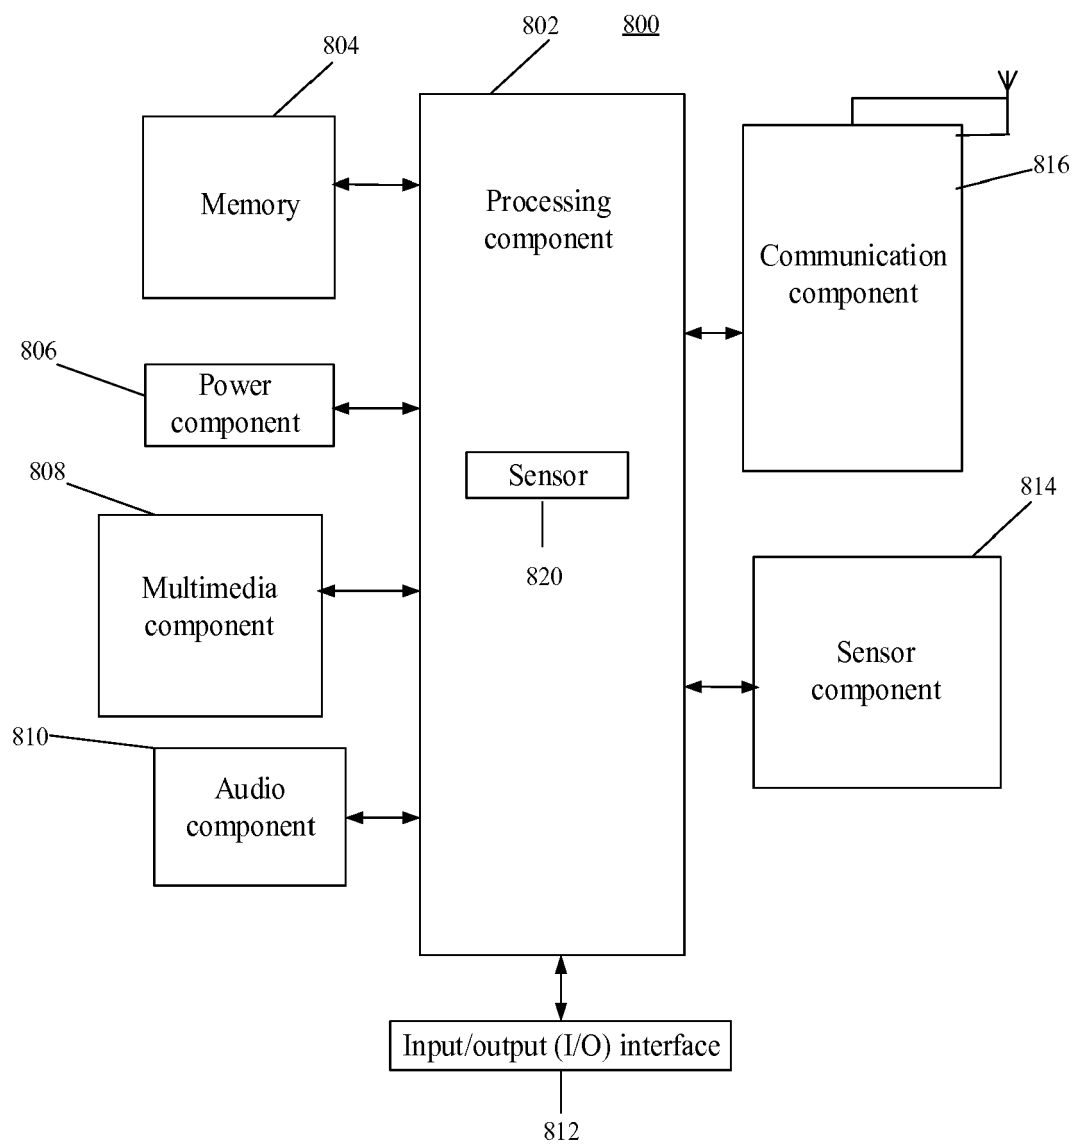 802
800
804
Memory
Processing
component
816
Communication
component
806
Power
component
808
Sensor
820
814
Multimedia
component
Sensor
component
810
Audio
component
Input/output (I/O) interface
812